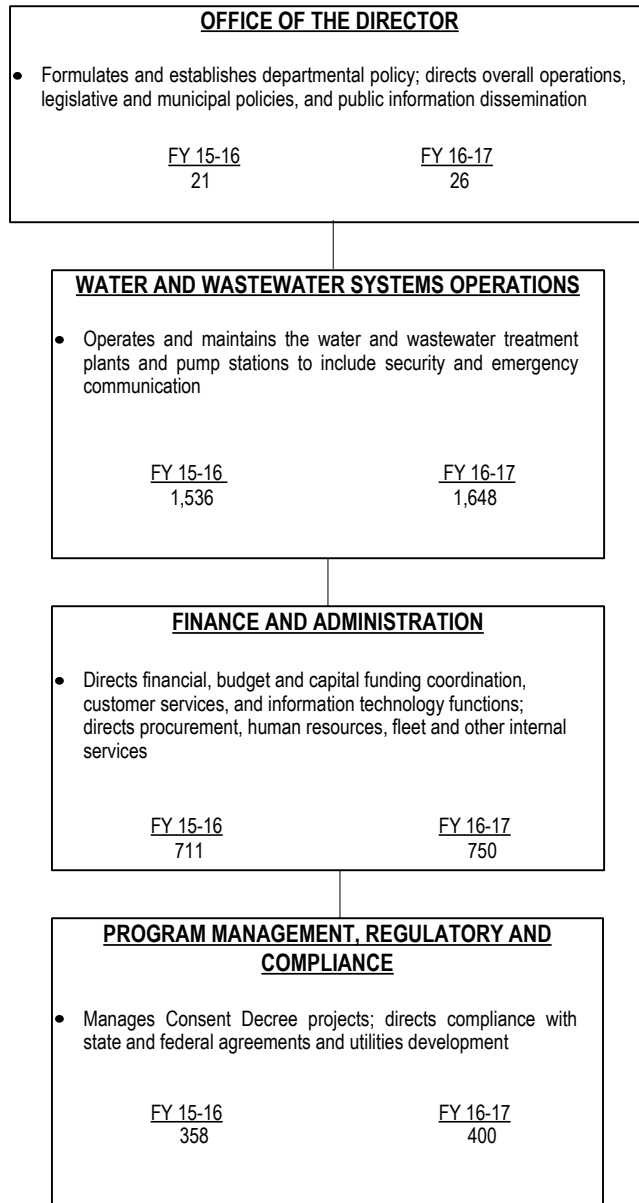 OFFICE OF THE DIRECTOR
• Formulates and establishes departmental policy; directs overall operations,
legislative and municipal policies, and public information dissemination
FY 15-16 FY 16-17
21 26
WATER AND WASTEWATER SYSTEMS OPERATIONS
• Operates and maintains the water and wastewater treatment
plants and pump stations to include security and emergency
communication
FY 15-16 FY 16-17
1,536 1,648
FINANCE AND ADMINISTRATION
• Directs financial, budget and capital funding coordination,
customer services, and information technology functions;
directs procurement, human resources, fleet and other internal
services
FY 15-16 FY 16-17
711 750
PROGRAM MANAGEMENT, REGULATORY AND
COMPLIANCE
• Manages Consent Decree projects; directs compliance with
state and federal agreements and utilities development
FY 15-16 FY 16-17
358 400